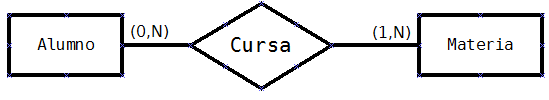 Alumno
(0,N)
Cursa
(1,N)
Materia